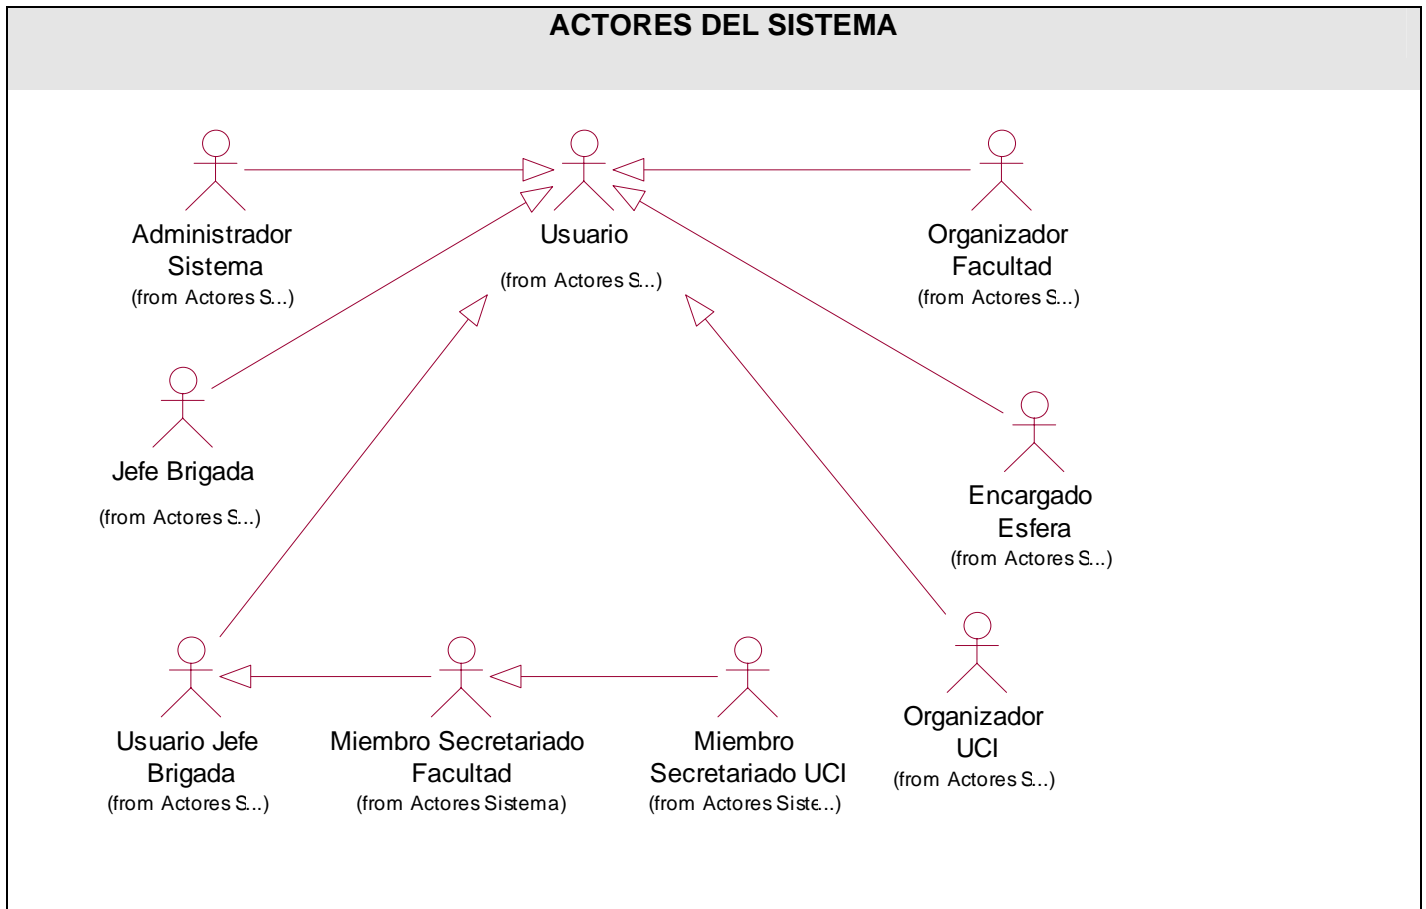 ACTORES DEL SISTEMA
Administrador
Sistema
(from Actores S...)
Usuario
(from Actores S...)
Organizador
Facultad
(from Actores S...)
Jefe Brigada
(from Actores S...)
Encargado
Esfera
(from Actores S...)
Usuario Jefe
Brigada
(from Actores S...)
Miembro Secretariado
Facultad
(from Actores Sistema)
Miembro
Secretariado UCI
(from Actores Siste...)
Organizador
UCI
(from Actores S...)